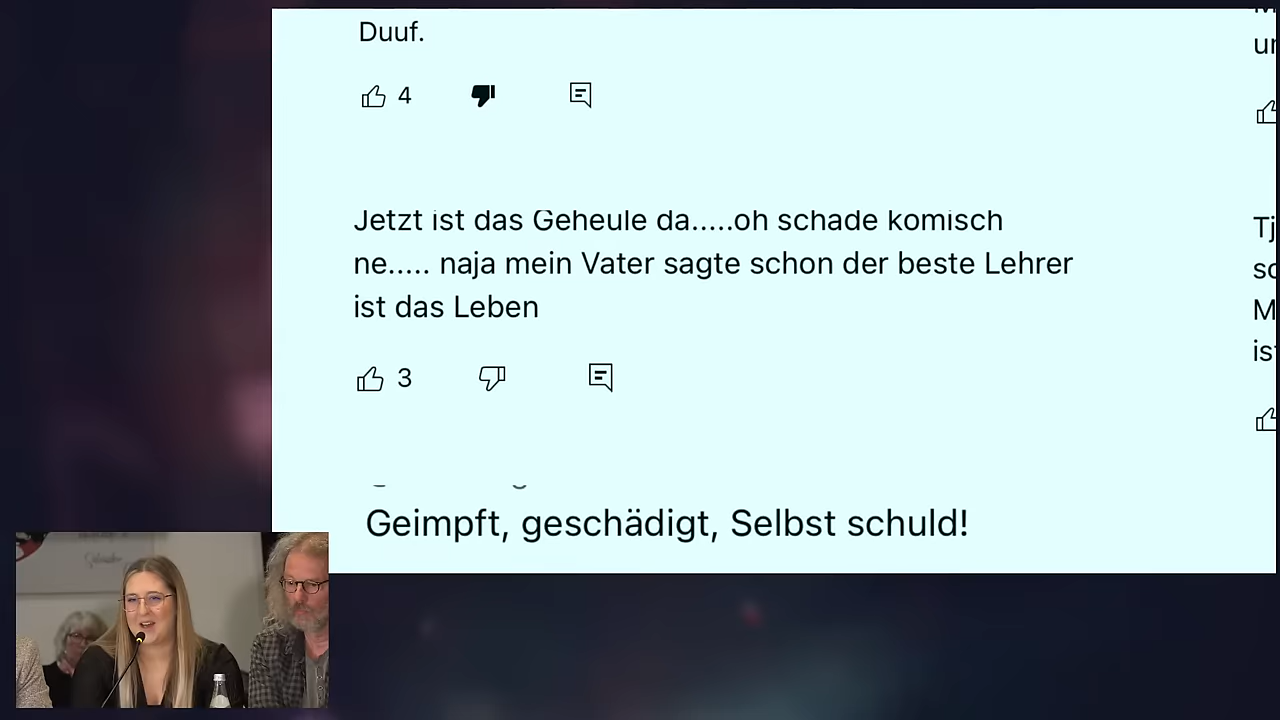 Duuf.
4
Jetzt ist das Geheule da.....oh schade komisch
ne..... naja mein Vater sagte schon der beste Lehrer
ist das Leben
3
Geimpft, geschädigt, Selbst schuld!